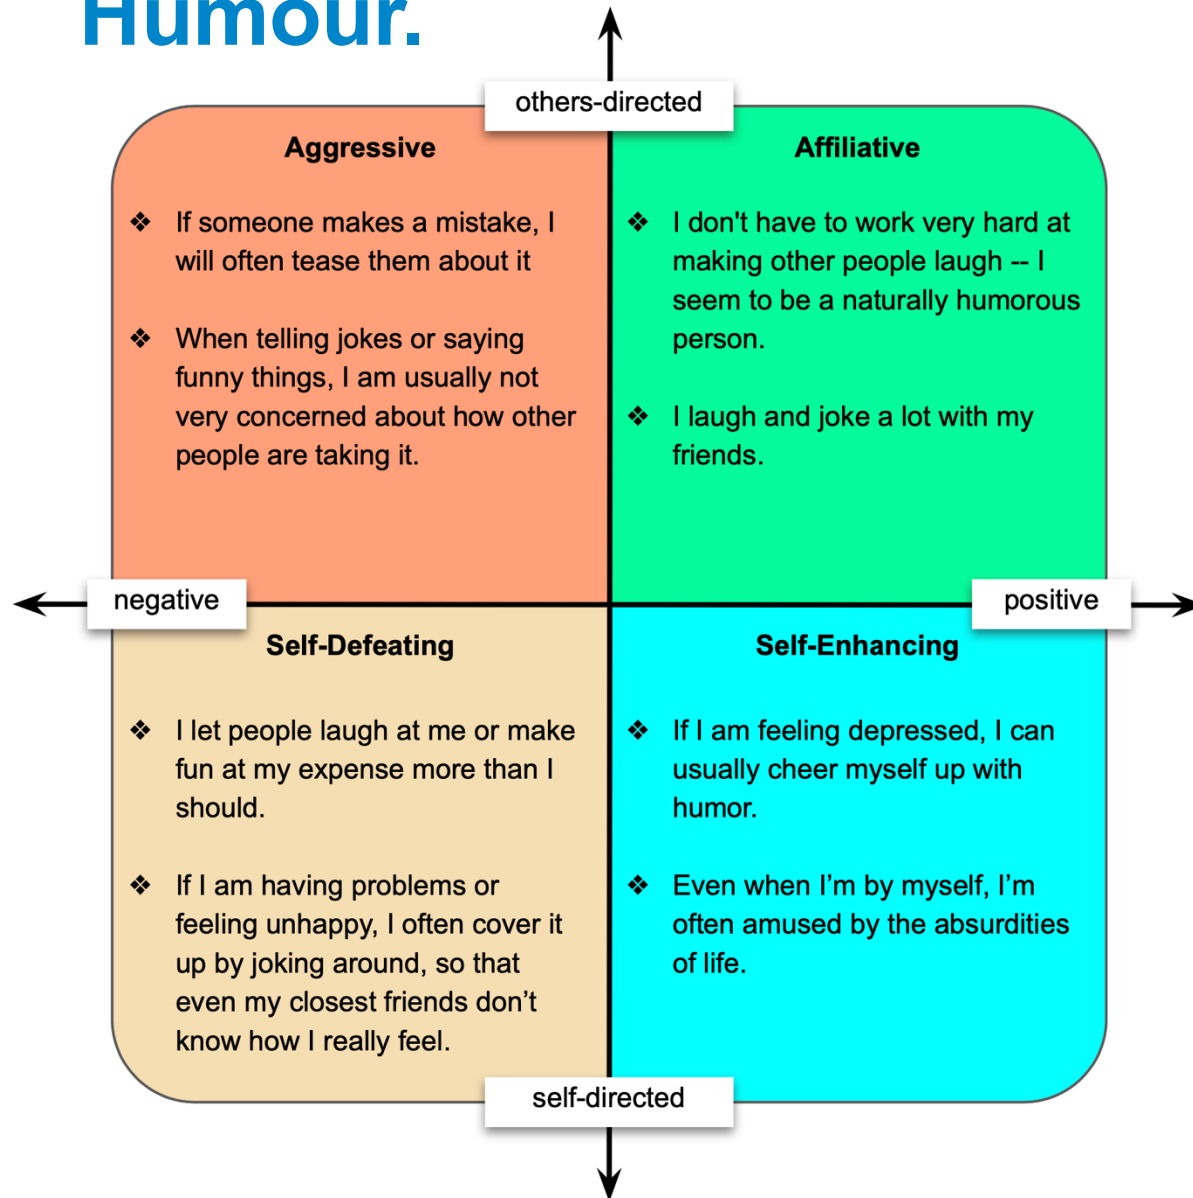 Humour.
others-directed
Aggressive
❖ If someone makes a mistake, I
will often tease them about it
❖ When telling jokes or saying
funny things, I am usually not
very concerned about how other
people are taking it.
Affiliative
❖ I don't have to work very hard at
making other people laugh -- I
seem to be a naturally humorous
person.
❖ I laugh and joke a lot with my
friends.
negative
positive
Self-Defeating
❖ I let people laugh at me or make
fun at my expense more than I
should.
❖ If I am having problems or
feeling unhappy, I often cover it
up by joking around, so that
even my closest friends don’t
know how I really feel.
Self-Enhancing
❖ If I am feeling depressed, I can
usually cheer myself up with
humor.
❖ Even when I’m by myself, I’m
often amused by the absurdities
of life.
self-directed